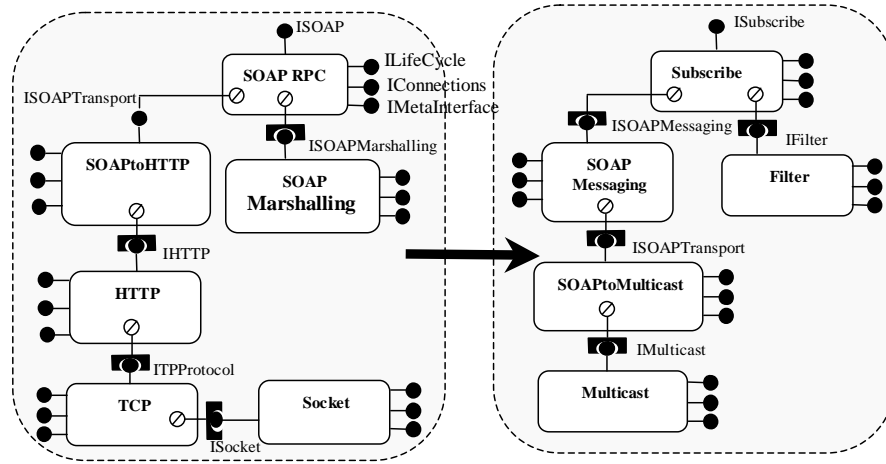 ISOAP
SOAP RPC
ILifeCycle
IConnections
IMetaInterface
ISOAPTransport
ISOAPMarshalling
SOAPtoHTTP
SOAP
Marshalling
IHTTP
HTTP
ITPProtocol
TCP
Socket
ISocket
ISubscribe
Subscribe
ISOAPMessaging
IFilter
SOAP
Messaging
Filter
ISOAPTransport
SOAPtoMulticast
IMulticast
Multicast